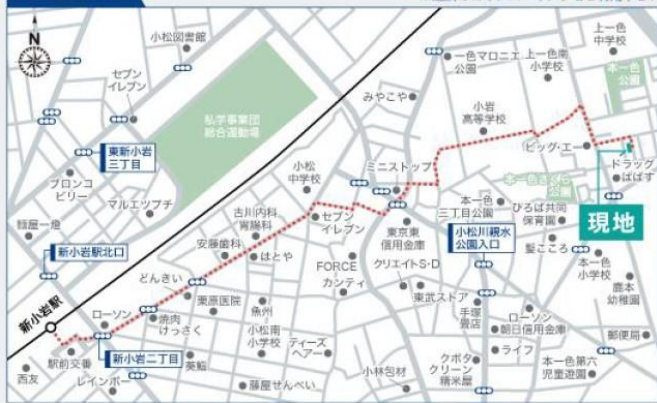 N
小松図書館
セブン
イレブン
私学事業団
総合運動場
東新小岩
三丁目
ブロンコ
ビリー
マルエツプチ
麺屋一燈
新小岩駅北口
新小岩駅
どんきい
安藤歯科
古川内科
胃腸科
はとや
小松
中学校
セブン
イレブン
ミニストップ
みやこや
一色マロニエ
公園
上一色南
小学校
上一色
中学校
本一色
公園
小岩
高等学校
ビッグ・エー
ドラッグ
ぱぱす
現地
本一色
三丁目公園
ひろば共同
保育園
髪こころ
本一色
小学校
鹿本
幼稚園
東京東
信用金庫
小松川親水
公園入口
FORCE
カンティ
クリエイトS・D
東武ストア
手塚
畳店
ローソン
朝日信用金庫
ライフ
郵便局
本一色第六
児童遊園
クボタ
クリーン
精米屋
小林包材
ティーズ
ヘアー
小松南
小学校
魚州
栗原医院
焼肉
けっさく
葵鮨
藤屋せんべい
ローソン
新小岩二丁目
駅前交番
レインボー
西友